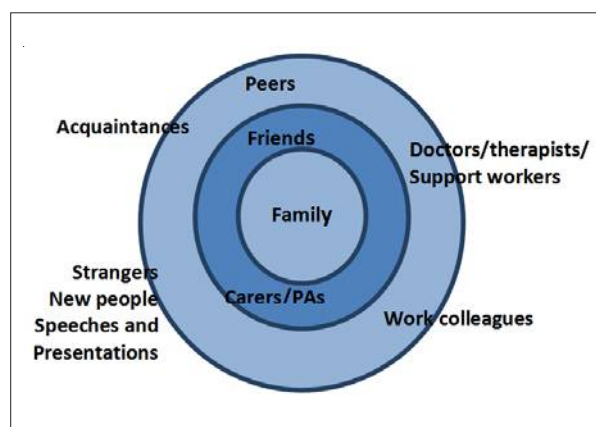 Peers
Acquaintances
Friends
Doctors/therapists/
Support workers
Family
Strangers
New people
Speeches and
Presentations
Carers/PAs
Work colleagues